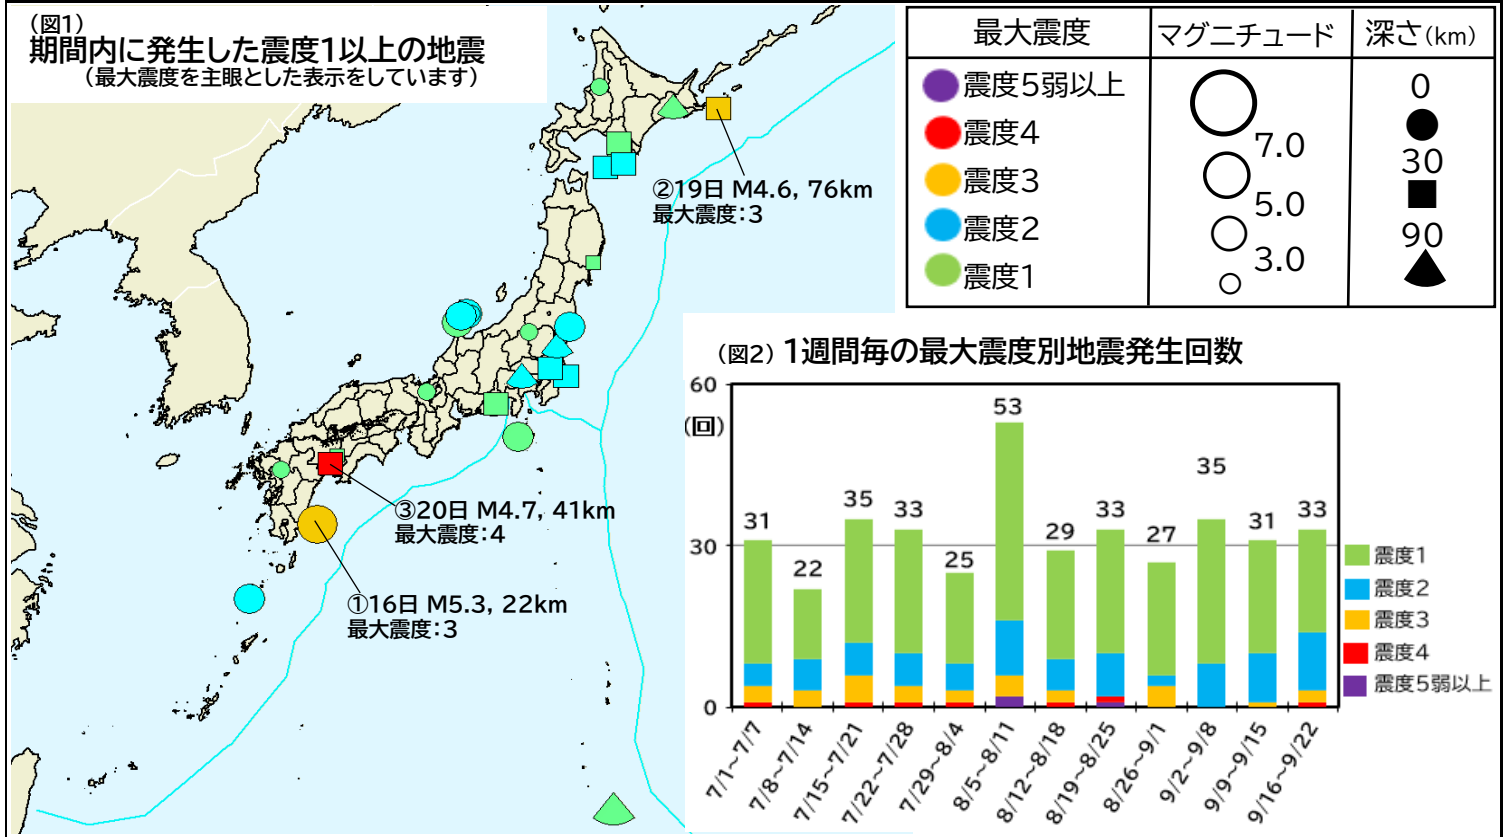 (図1)
期間内に発生した震度1以上の地震
(最大震度を主眼とした表示をしています)
②19日 M4.6, 76km
最大震度:3
③20日 M4.7, 41km
最大震度:4
①16日 M5.3, 22km
最大震度:3
最大震度 マグニチュード 深さ(km)
震度5弱以上
震度4
震度3
震度2
震度1
7.0
5.0
3.0
0
30
90
(図2) 1週間毎の最大震度別地震発生回数
(回)
60
30
0
31
22
35
33
25
53
29
33
27
35
31
33
7/1~7/7
7/8~7/14
7/15~7/21
7/22~7/28
7/29~8/4
8/5~8/11
8/12~8/18
8/19~8/25
8/26~9/1
9/2~9/8
9/9~9/15
9/16~9/22
震度1
震度2
震度3
震度4
震度5弱以上